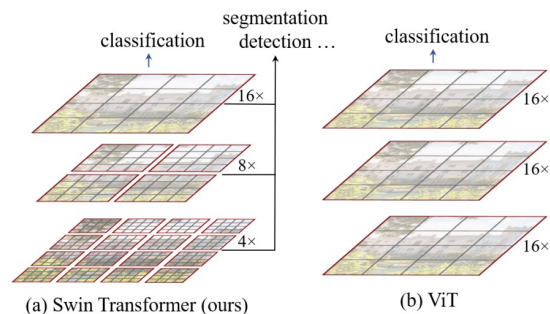 segmentation
classification
detection ...
16×
8×
4×
(a) Swin Transformer (ours)
classification
16×
16×
16×
(b) ViT